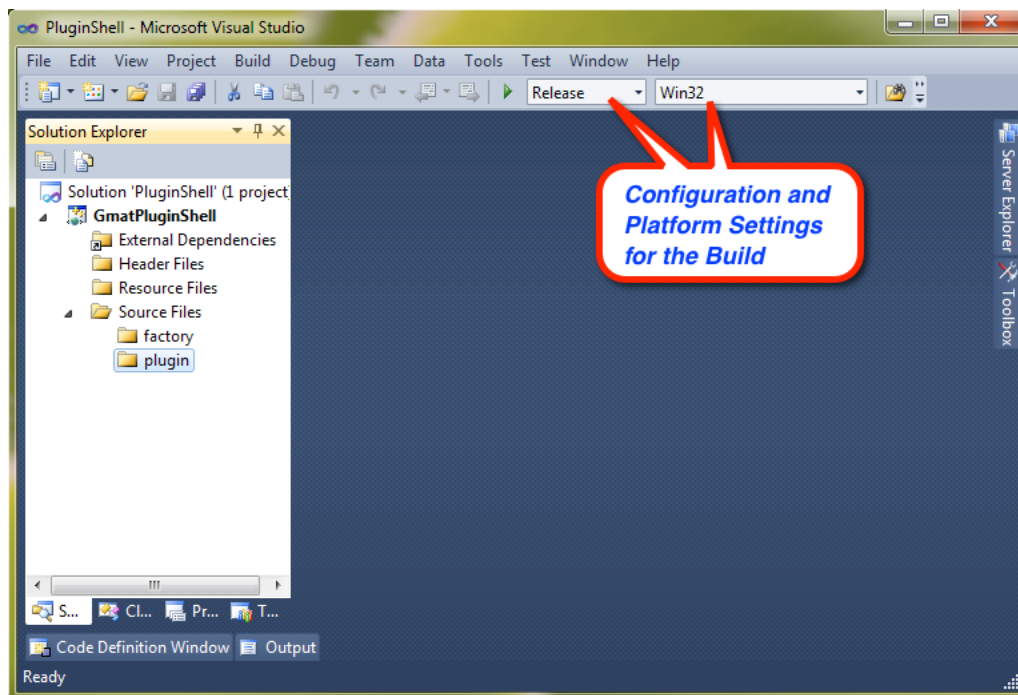 PluginShell - Microsoft Visual Studio
File Edit View Project Build Debug Team Data Tools Test Window Help
Release Win32
Solution Explorer
Solution 'PluginShell' (1 project
GmatPluginShell
External Dependencies
Header Files
Resource Files
Source Files
factory
plugin
Configuration and
Platform Settings
for the Build
Server Explorer
Toolbox
S... Cl... Pr... T...
Code Definition Window Output
Ready